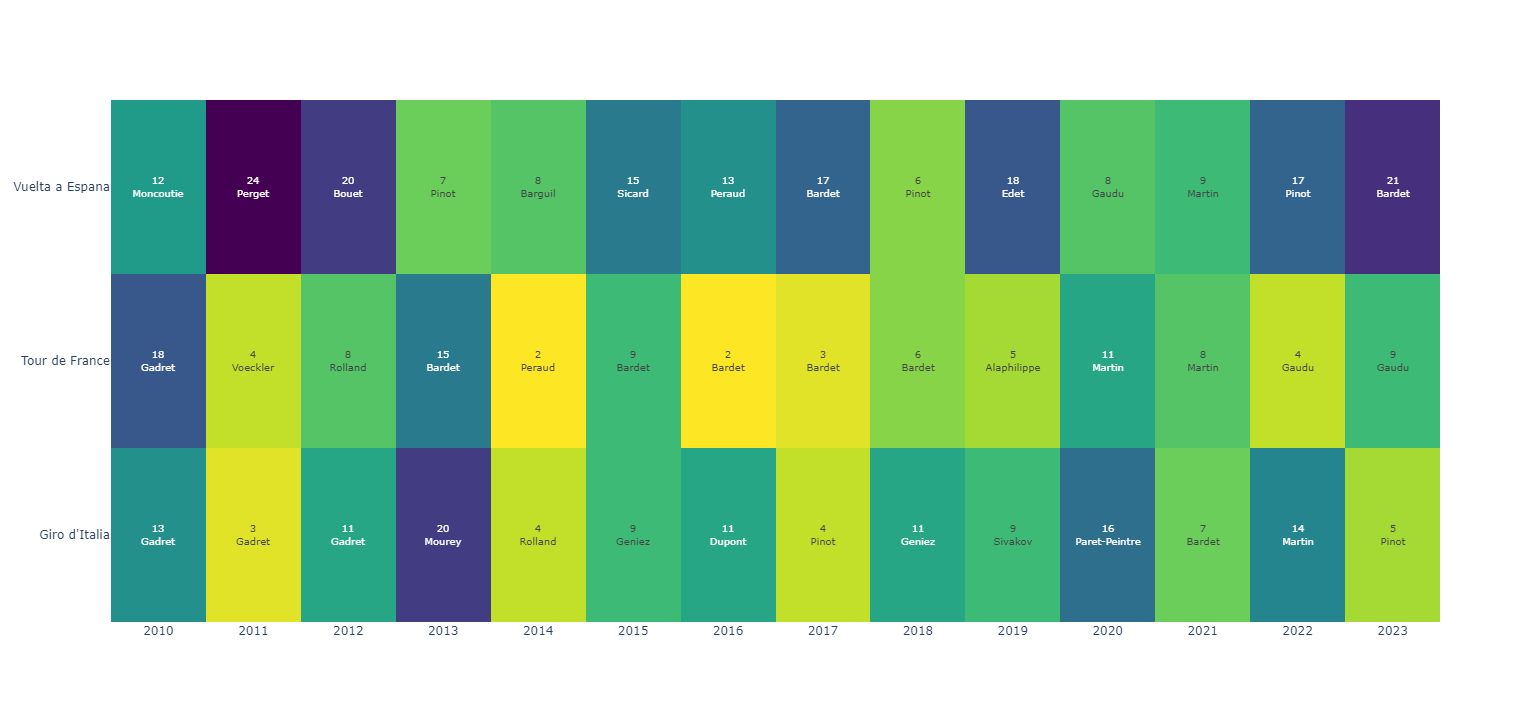 Vuelta a Espana
12
Moncoutie
24
Perget
20
Bouet
7
Pinot
8
Barguil
15
Sicard
13
Peraud
17
Bardet
6
Pinot
18
Edet
8
Gaudu
9
Martin
17
Pinot
21
Bardet
Tour de France
18
Gadret
4
Voeckler
8
Rolland
15
Bardet
2
Peraud
9
Bardet
2
Bardet
3
Bardet
6
Bardet
5
Alaphilippe
11
Martin
8
Martin
4
Gaudu
9
Gaudu
Giro d'Italia
13
Gadret
3
Gadret
11
Gadret
20
Mourey
4
Rolland
9
Geniez
11
Dupont
4
Pinot
11
Geniez
9
Sivakov
16
Paret-Peintre
7
Bardet
14
Martin
5
Pinot
2010 2011 2012 2013 2014 2015 2016 2017 2018 2019 2020 2021 2022 2023